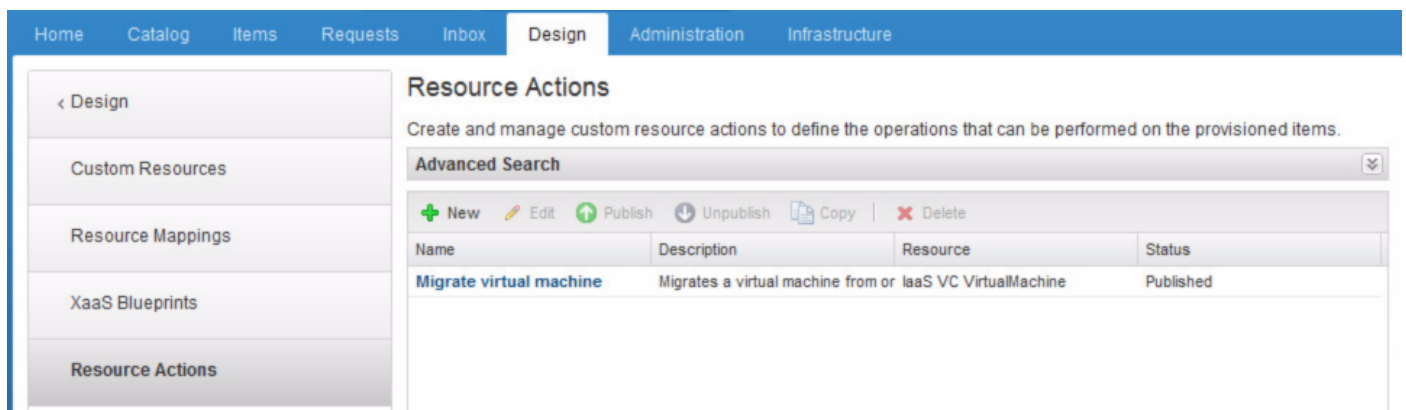 Home Catalog Items Requests Inbox Design Administration Infrastructure
< Design
Custom Resources
Resource Mappings
XaaS Blueprints
Resource Actions
Resource Actions
Create and manage custom resource actions to define the operations that can be performed on the provisioned items.
Advanced Search
New Edit Publish Unpublish Copy Delete
Name Description Resource Status
Migrate virtual machine Migrates a virtual machine from or IaaS VC VirtualMachine Published